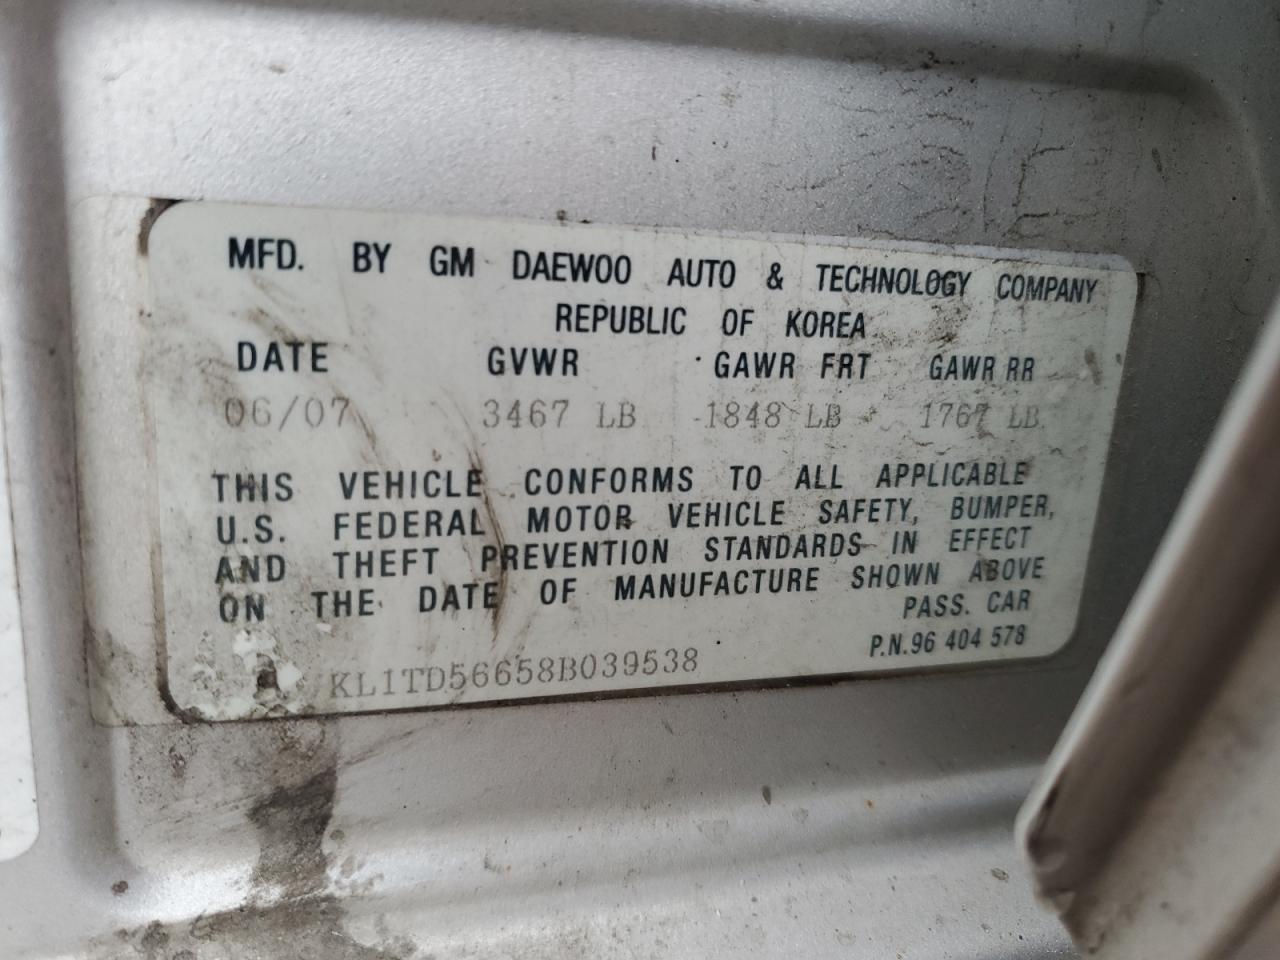 MFD. BY GM DAEWOO AUTO & TECHNOLOGY COMPANY
REPUBLIC OF KOREA
DATE GVWR GAWR FRT GAWR RR
06/07 3467 LB 1848 LB 1767 LB
THIS VEHICLE CONFORMS TO ALL APPLICABLE
U.S. FEDERAL MOTOR VEHICLE SAFETY, BUMPER,
AND THEFT PREVENTION STANDARDS IN EFFECT
ON THE DATE OF MANUFACTURE SHOWN ABOVE
PASS. CAR
P.N.96 404 578
KL1TD56658B039538